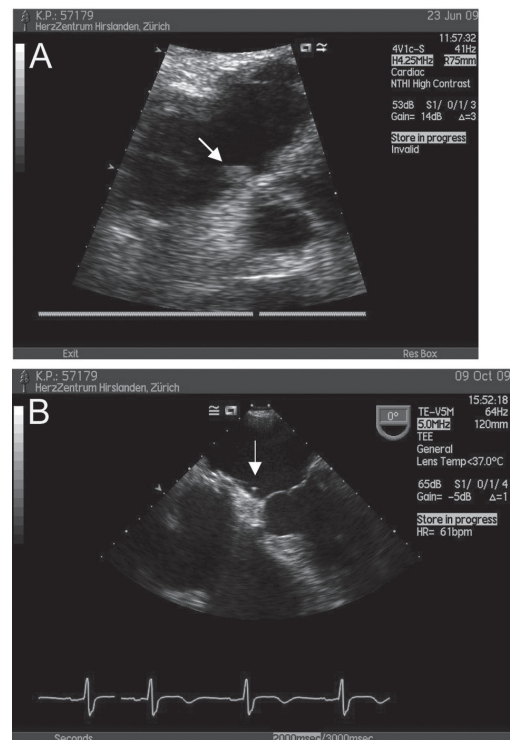 A
K.P.: 57179
23 Jun 09
HerzZentrum Hirslanden, Zürich
11:57:32
4V1c-S 41Hz
H4.25MHz R75mm
Cardiac
NTHI High Contrast
53dB S1/ 0/1/3
Gain= 14dB Δ=3
Store in progress
Invalid
Exit Res Box
B
K.P.: 57179
09 Oct 09
HerzZentrum Hirslanden, Zürich
15:52:18
0°
TE-V5M 64Hz
5.0MHz 120mm
TEE
General
Lens Temp<37.0°C
65dB S1/ 0/1/4
Gain= -5dB Δ=1
Store in progress
HR= 61bpm
Seconds 2000msec/3000msec